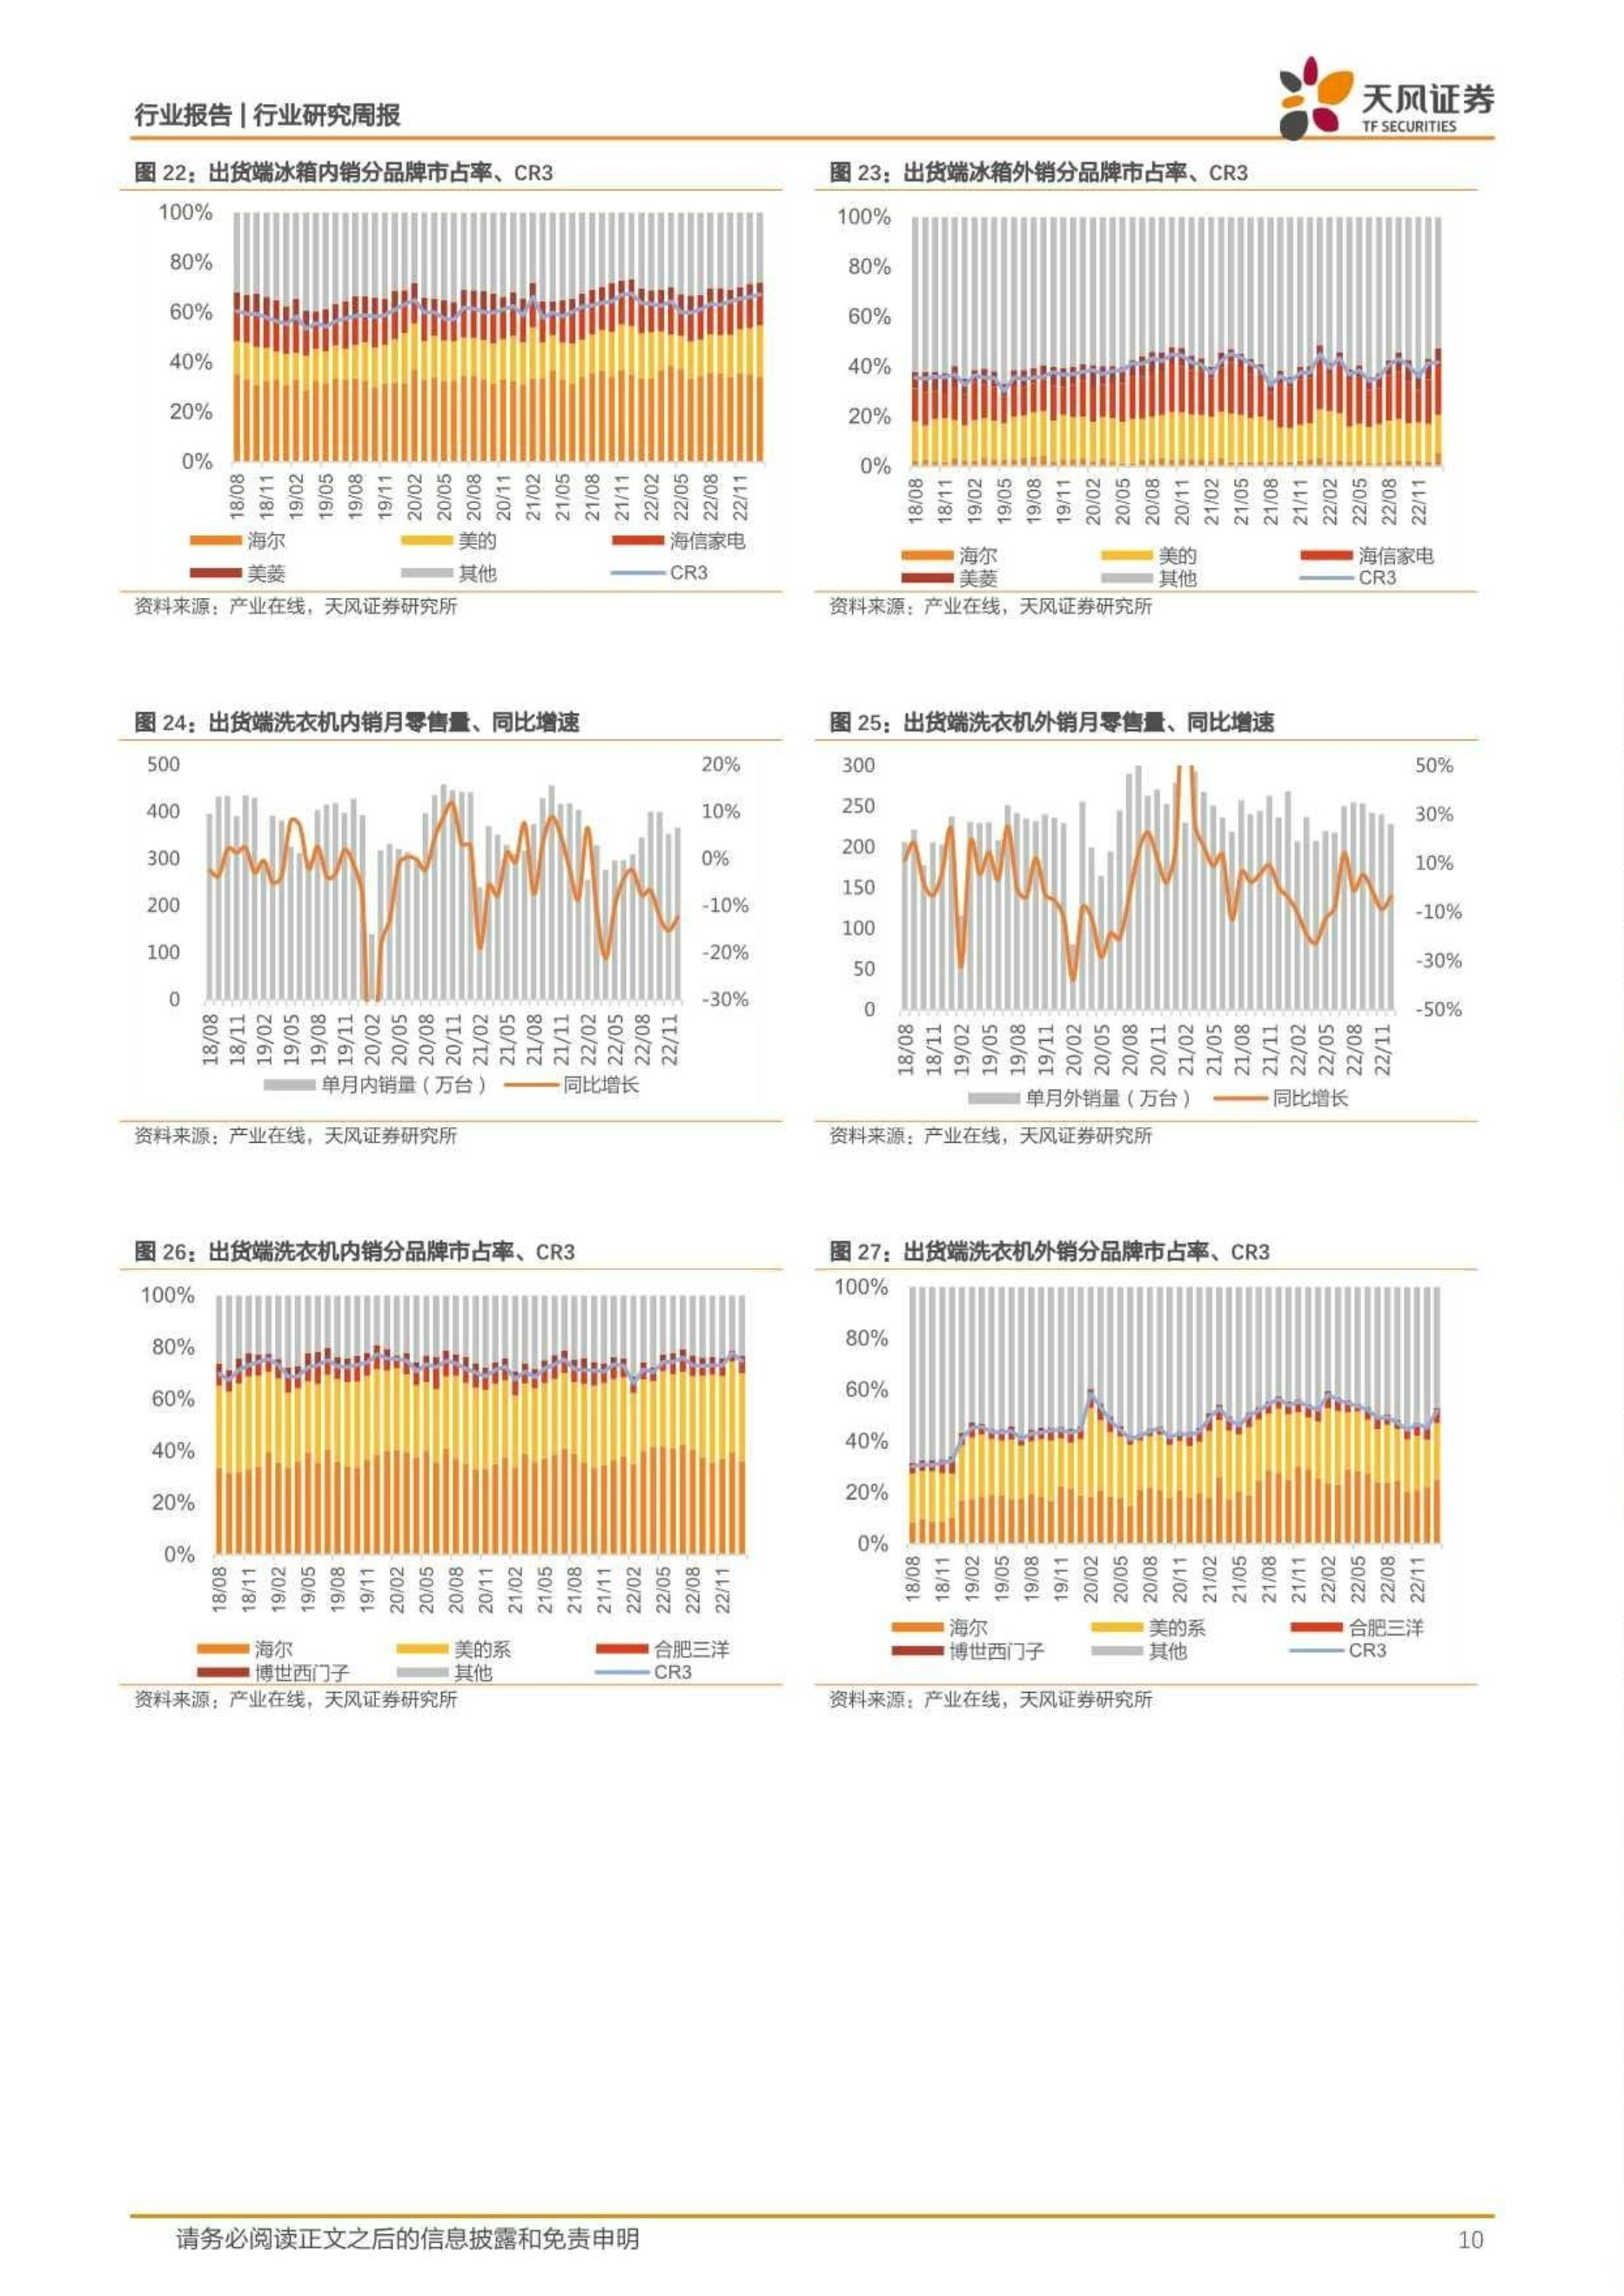 行业报告 | 行业研究周报
天风证券
TF SECURITIES
图 22：出货端冰箱内销分品牌市占率、CR3
100%
80%
60%
40%
20%
0%
18/08 18/11 19/02 19/05 19/08 19/11 20/02 20/05 20/08 20/11 21/02 21/05 21/08 21/11 22/02 22/05 22/08 22/11
海尔 美的 海信家电
美菱 其他 CR3
资料来源：产业在线，天风证券研究所
图 23：出货端冰箱外销分品牌市占率、CR3
100%
80%
60%
40%
20%
0%
18/08 18/11 19/02 19/05 19/08 19/11 20/02 20/05 20/08 20/11 21/02 21/05 21/08 21/11 22/02 22/05 22/08 22/11
海尔 美的 海信家电
美菱 其他 CR3
资料来源：产业在线，天风证券研究所
图 24：出货端洗衣机内销月零售量、同比增速
500
400
300
200
100
0
20%
10%
0%
-10%
-20%
-30%
18/08 18/11 19/02 19/05 19/08 19/11 20/02 20/05 20/08 20/11 21/02 21/05 21/08 21/11 22/02 22/05 22/08 22/11
单月内销量（万台） 同比增长
资料来源：产业在线，天风证券研究所
图 25：出货端洗衣机外销月零售量、同比增速
300
250
200
150
100
50
0
50%
30%
10%
-10%
-30%
-50%
18/08 18/11 19/02 19/05 19/08 19/11 20/02 20/05 20/08 20/11 21/02 21/05 21/08 21/11 22/02 22/05 22/08 22/11
单月外销量（万台） 同比增长
资料来源：产业在线，天风证券研究所
图 26：出货端洗衣机内销分品牌市占率、CR3
100%
80%
60%
40%
20%
0%
18/08 18/11 19/02 19/05 19/08 19/11 20/02 20/05 20/08 20/11 21/02 21/05 21/08 21/11 22/02 22/05 22/08 22/11
海尔 美的系 合肥三洋
博世西门子 其他 CR3
资料来源：产业在线，天风证券研究所
图 27：出货端洗衣机外销分品牌市占率、CR3
100%
80%
60%
40%
20%
0%
18/08 18/11 19/02 19/05 19/08 19/11 20/02 20/05 20/08 20/11 21/02 21/05 21/08 21/11 22/02 22/05 22/08 22/11
海尔 美的系 合肥三洋
博世西门子 其他 CR3
资料来源：产业在线，天风证券研究所
请务必阅读正文之后的信息披露和免责申明
10